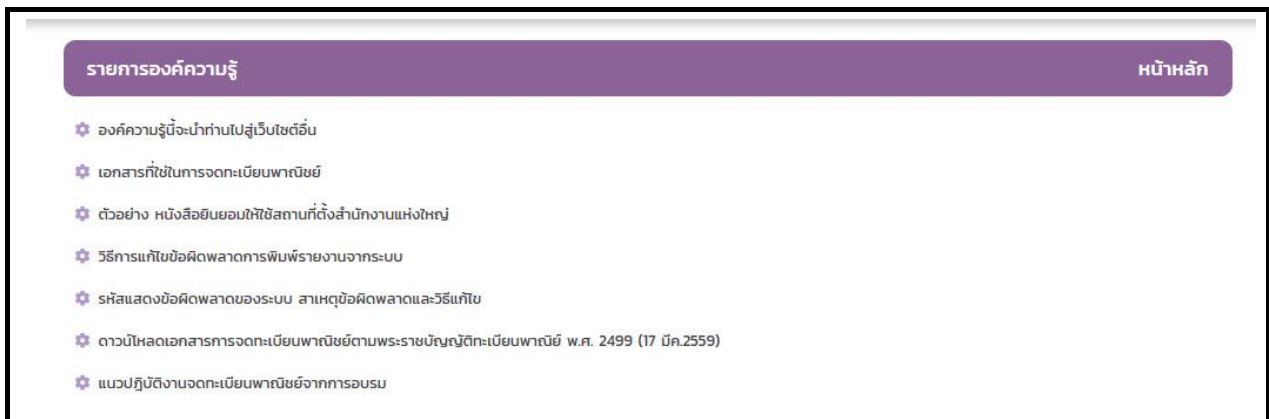 รายการองค์ความรู้ หน้าหลัก
องค์ความรู้นี้จะนำท่านไปสู่เว็บไซต์อื่น
เอกสารที่ใช้ในการจดทะเบียนพาณิชย์
ตัวอย่าง หนังสือยินยอมให้ใช้สถานที่ตั้งสำนักงานแห่งใหญ่
วิธีการแก้ไขข้อผิดพลาดการพิมพ์รายงานจากระบบ
รหัสแสดงข้อผิดพลาดของระบบ สาเหตุข้อผิดพลาดและวิธีแก้ไข
ดาวน์โหลดเอกสารการจดทะเบียนพาณิชย์ตามพระราชบัญญัติทะเบียนพาณิย์ พ.ศ. 2499 (17 มีค.2559)
แนวปฏิบัติงานจดทะเบียนพาณิชย์จากการอบรม